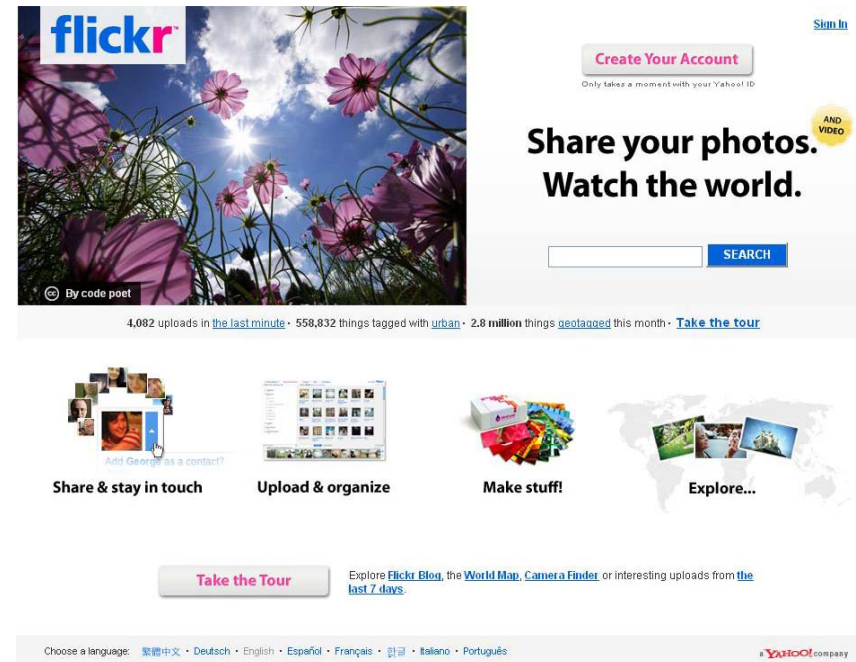 flickr
Sign In
Create Your Account
Only takes a moment with your Yahoo! ID
AND
VIDEO
Share your photos.
Watch the world.
SEARCH
By code poet
4,082 uploads in the last minute · 558,832 things tagged with urban · 2.8 million things geotagged this month · Take the tour
Add George as a contact?
Share & stay in touch
Upload & organize
Make stuff!
Explore...
Take the Tour
Explore Flickr Blog, the World Map, Camera Finder or interesting uploads from the
last 7 days.
Choose a language: 繁體中文 · Deutsch · English · Español · Français · 한글 · Italiano · Português
a YAHOO! company